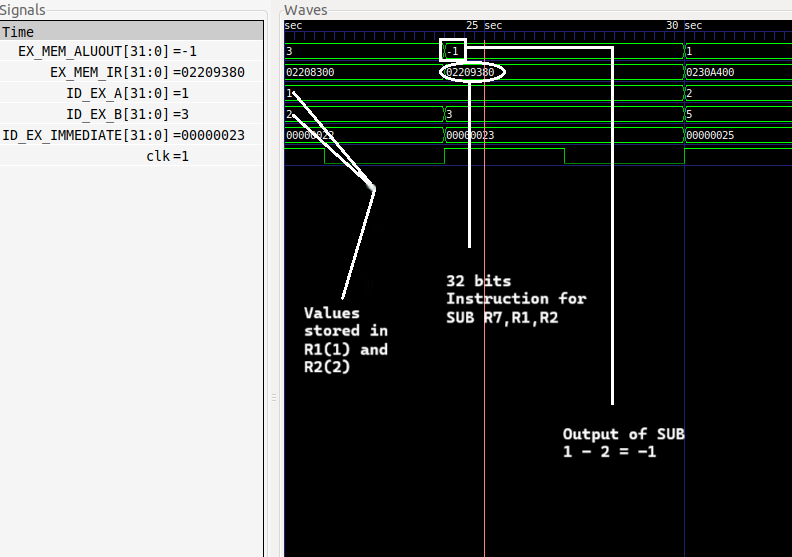 Signals
Time
EX_MEM_ALUOUT[31:0] =-1
EX_MEM_IR[31:0] =02209380
ID_EX_A[31:0] =1
ID_EX_B[31:0] =3
ID_EX_IMMEDIATE[31:0] =00000023
clk =1
Waves
sec 25 sec 30 sec
3 -1 1
02208300 02209380 0230A400
1 2
2 3 5
00000022 00000023 00000025
32 bits
Instruction for
SUB R7,R1,R2
Values
stored in
R1(1) and
R2(2)
Output of SUB
1 - 2 = -1